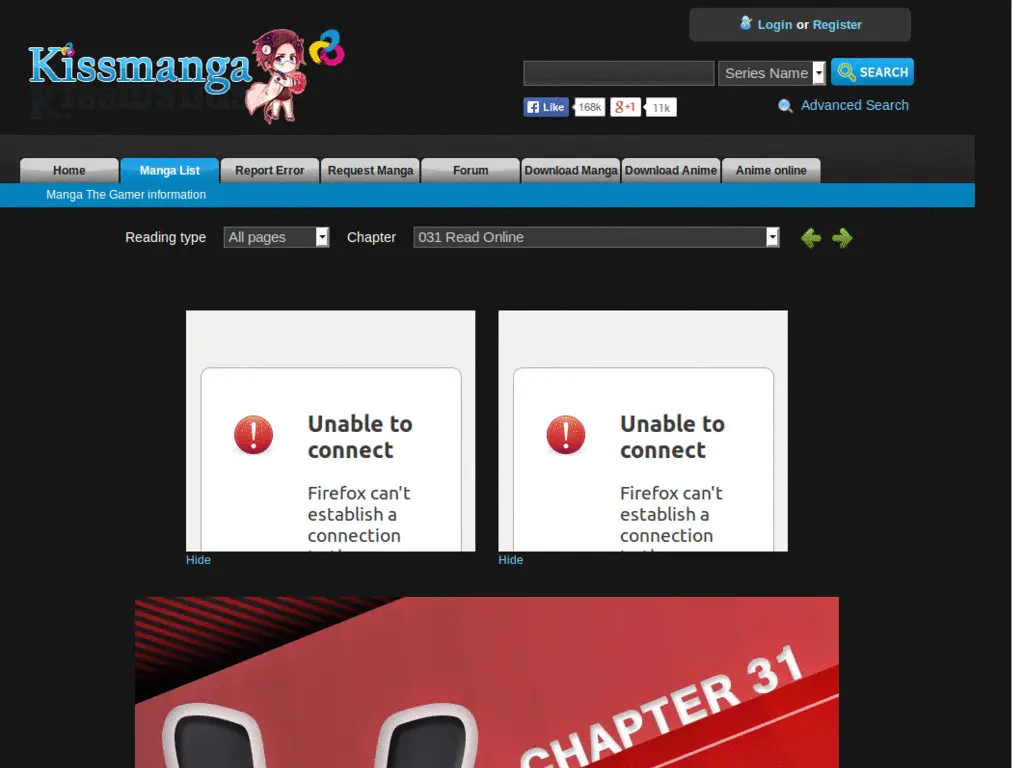 Login or Register
Kissmanga
Series Name
SEARCH
Like 168k +1 11k
Advanced Search
Home Manga List Report Error Request Manga Forum Download Manga Download Anime Anime online
Manga The Gamer information
Reading type All pages Chapter 031 Read Online
Unable to
connect
Firefox can't
establish a
connection
Hide
Unable to
connect
Firefox can't
establish a
connection
Hide
CHAPTER 31